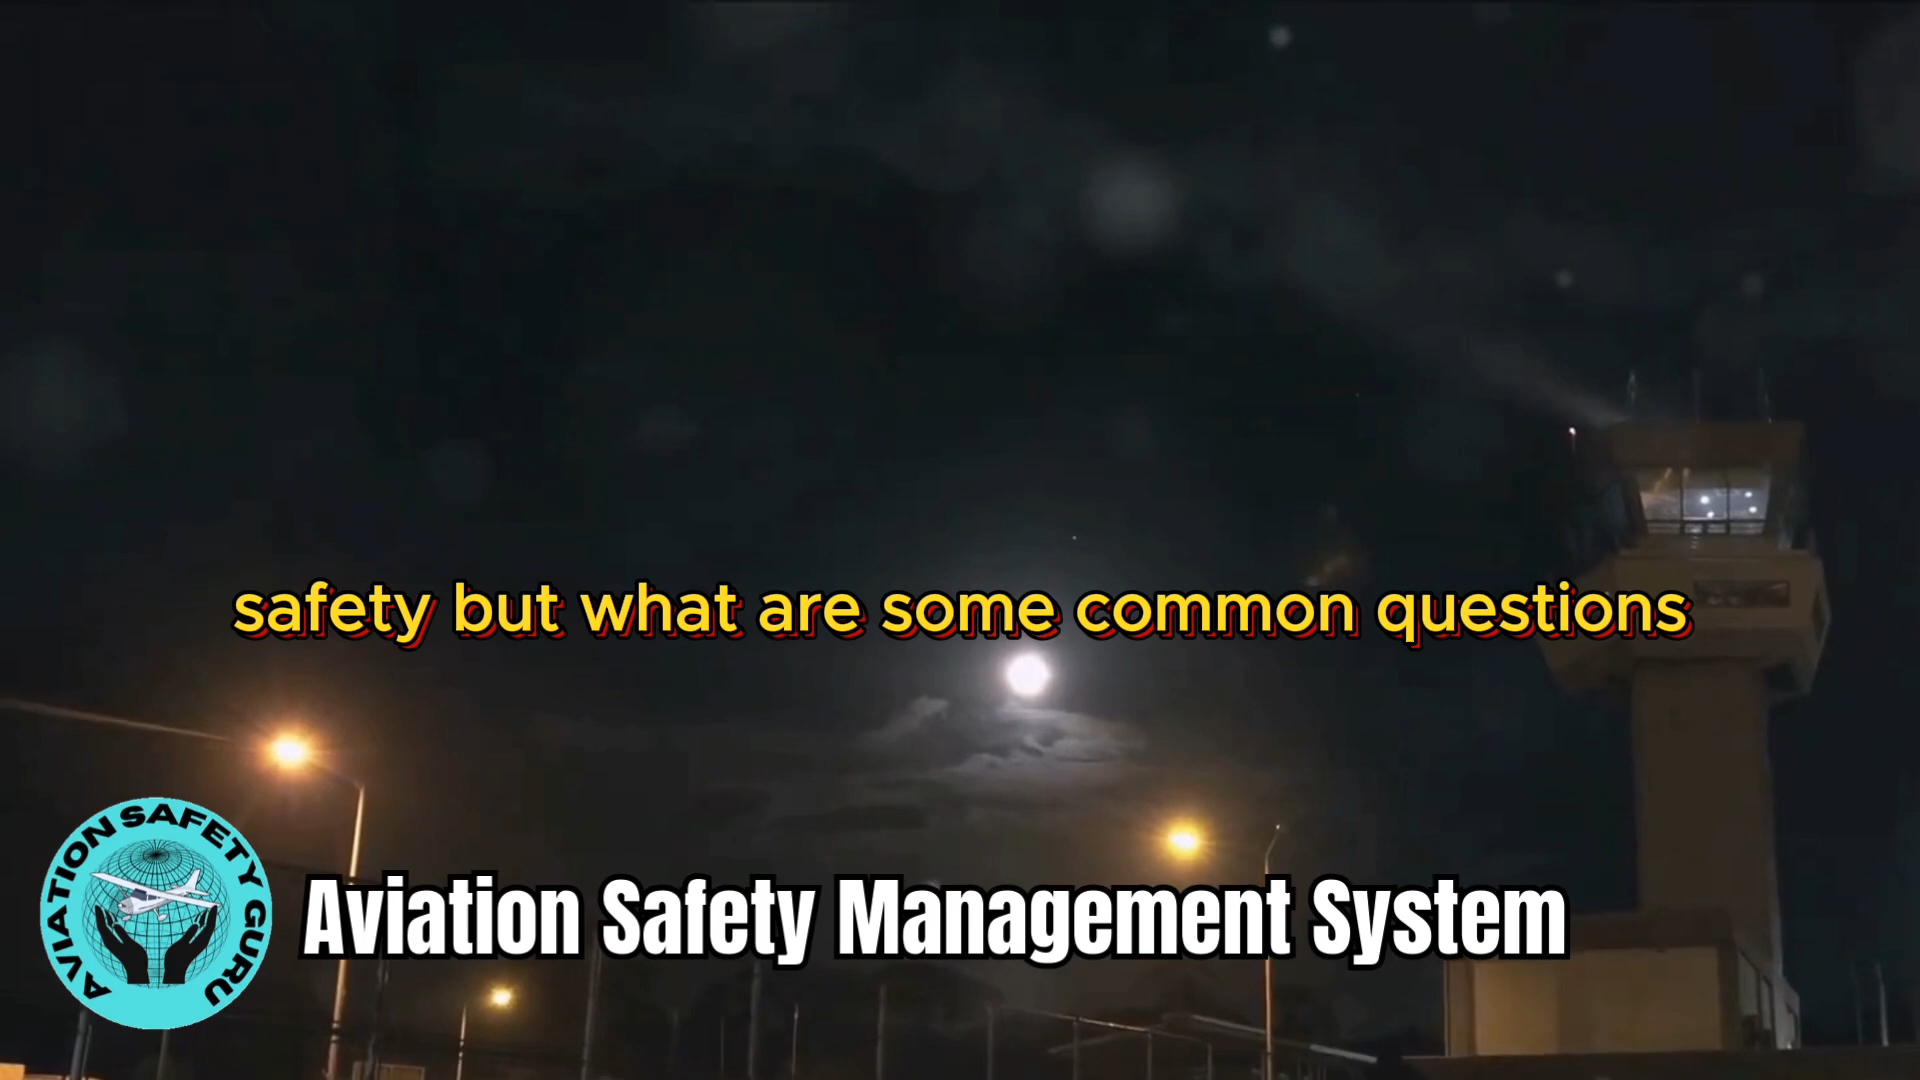 safety but what are some common questions
AVIATION SAFETY GURU
Aviation Safety Management System